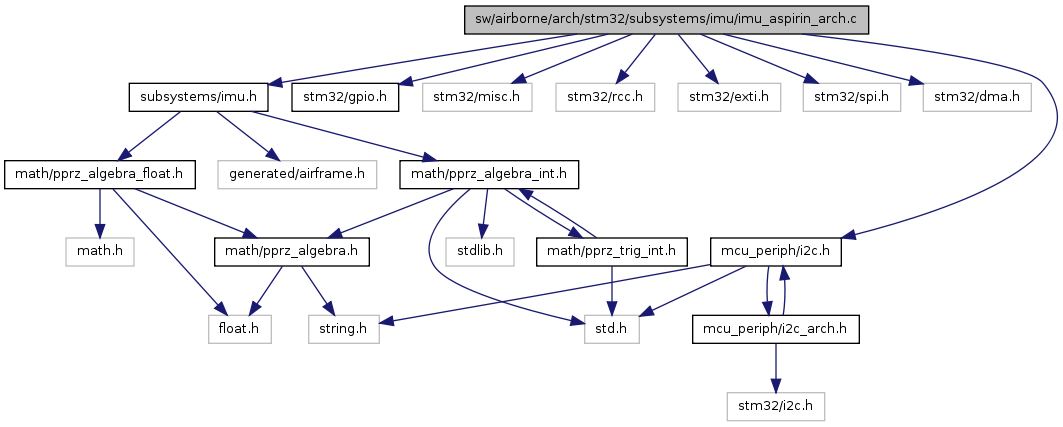 sw/airborne/arch/stm32/subsystems/imu/imu_aspirin_arch.c
subsystems/imu.h
stm32/gpio.h
stm32/misc.h
stm32/rcc.h
stm32/exti.h
stm32/spi.h
stm32/dma.h
math/pprz_algebra_float.h
generated/airframe.h
math/pprz_algebra_int.h
math.h
math/pprz_algebra.h
stdlib.h
math/pprz_trig_int.h
mcu_periph/i2c.h
float.h
string.h
std.h
mcu_periph/i2c_arch.h
stm32/i2c.h